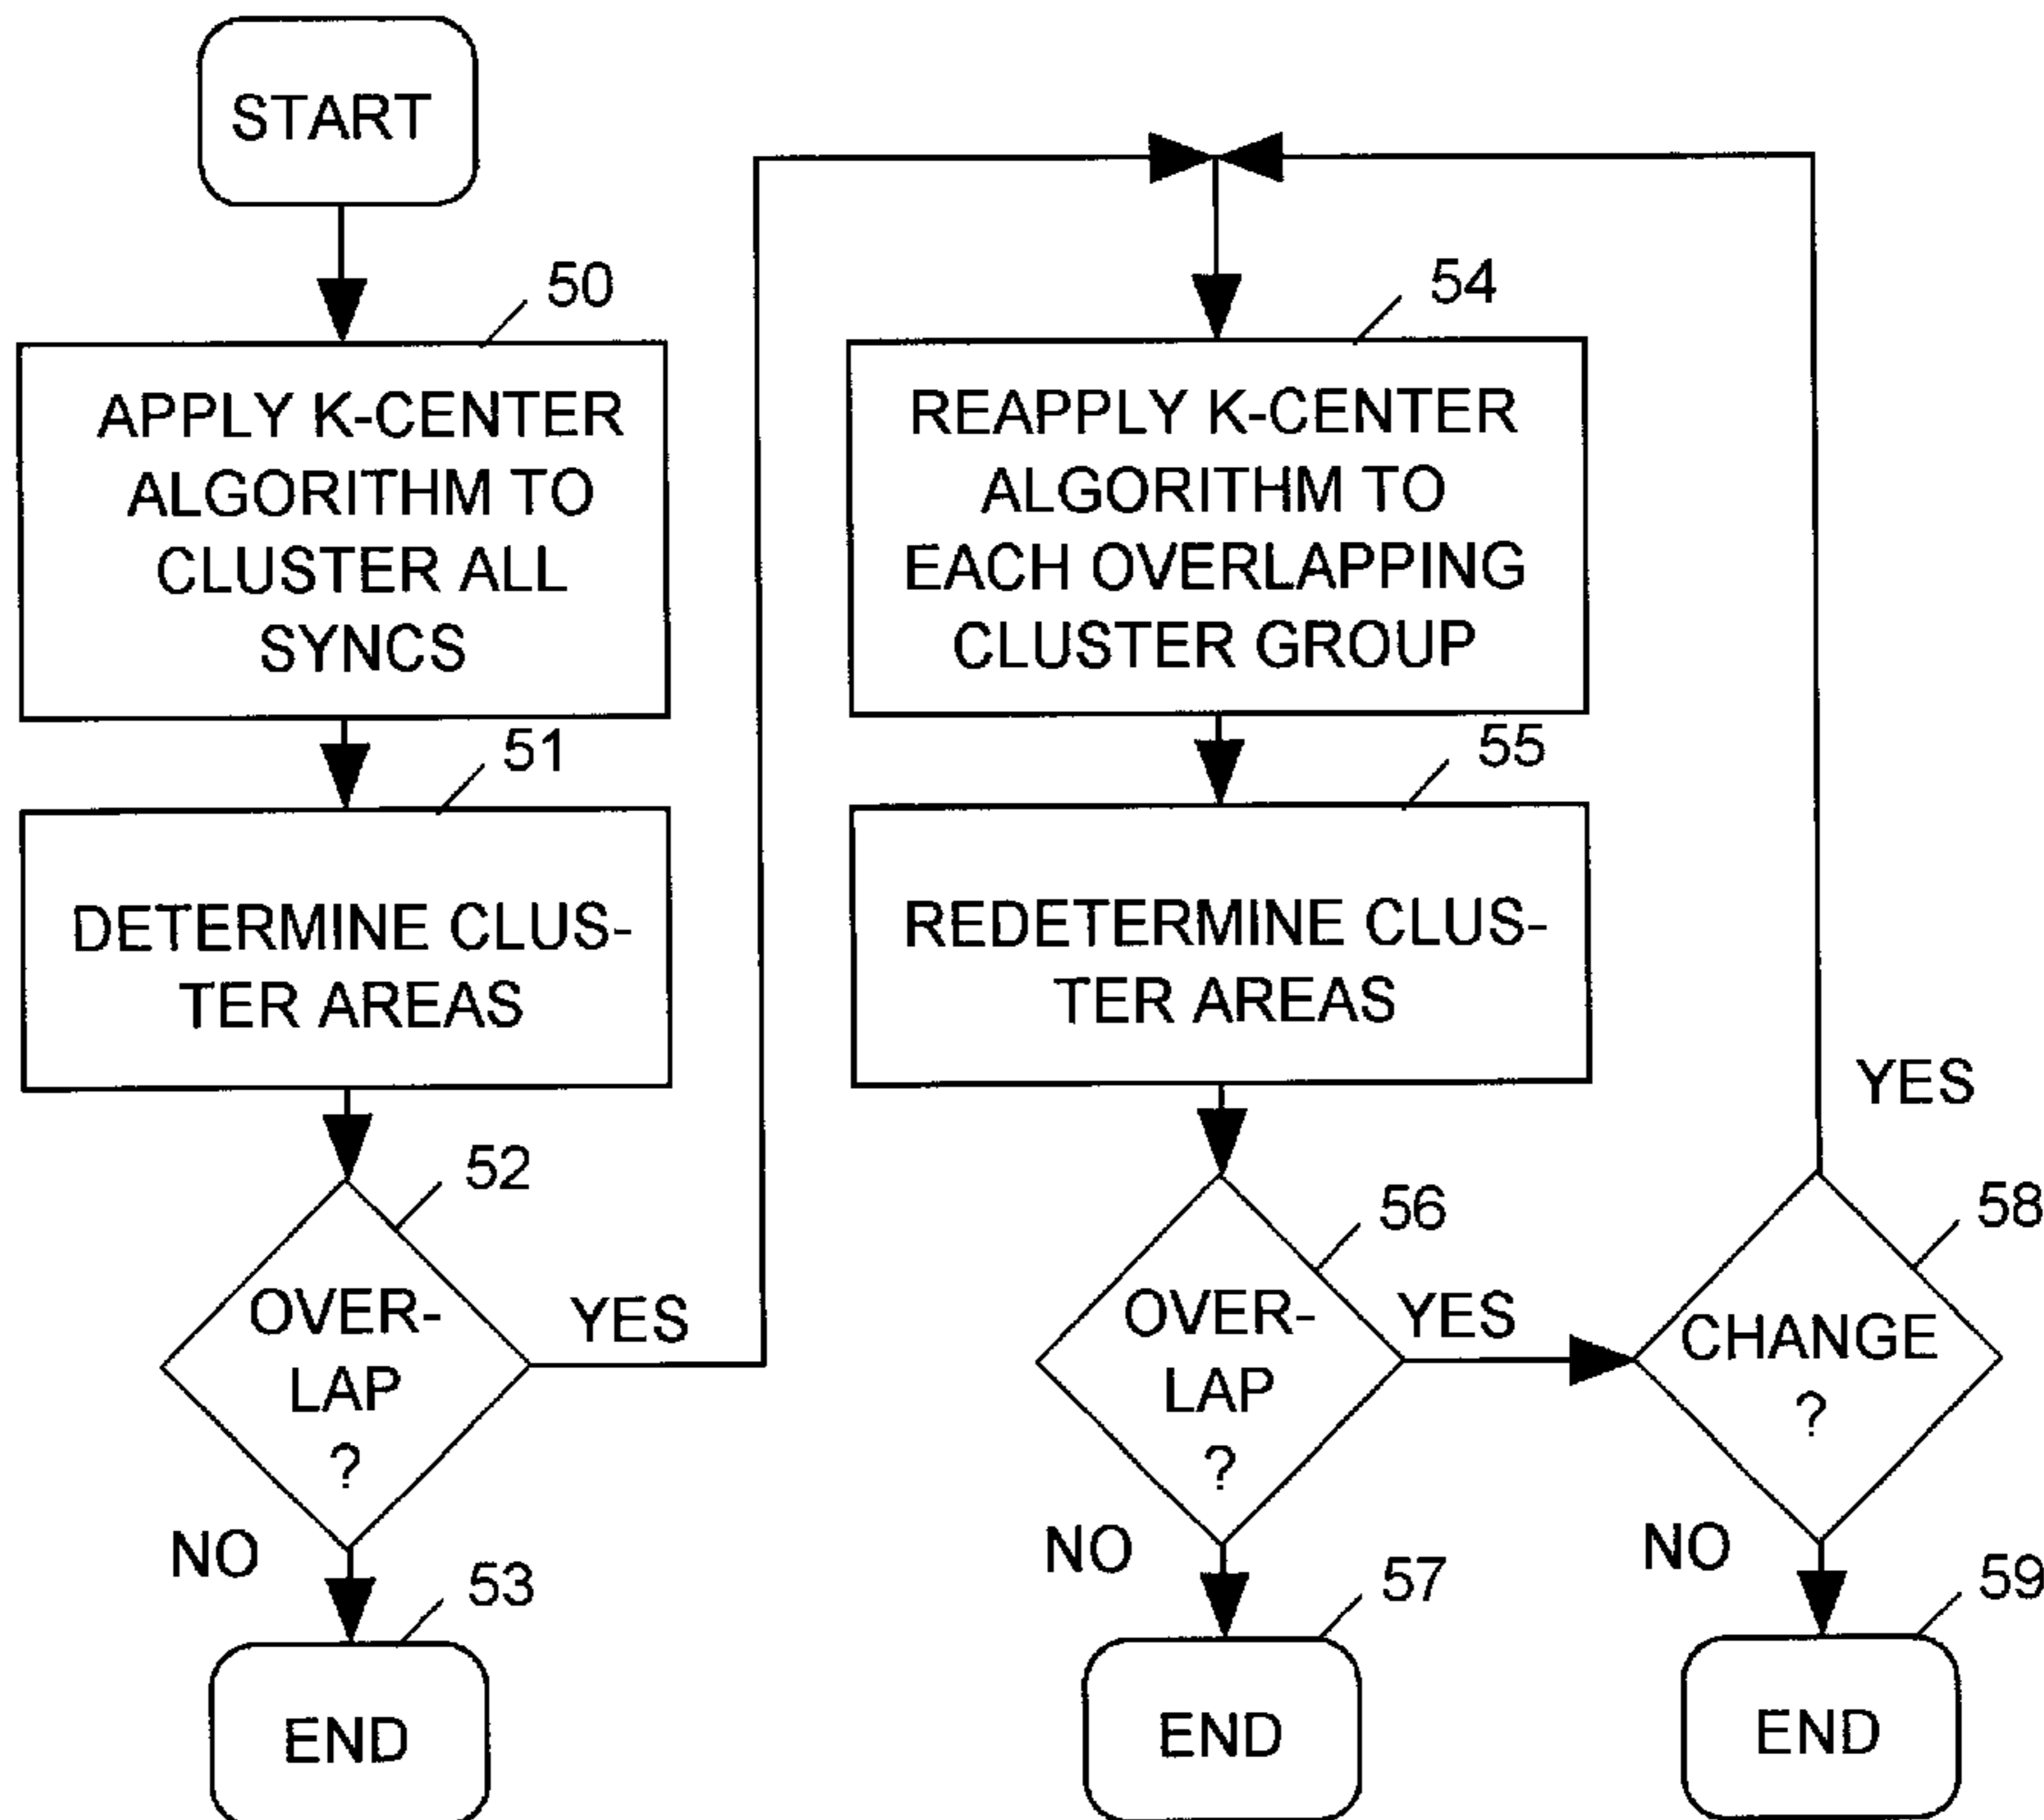 START
50
APPLY K-CENTER
ALGORITHM TO
CLUSTER ALL
SYNCS
51
DETERMINE CLUS-
TER AREAS
52
OVER-
LAP
?
YES
NO
53
END
54
REAPPLY K-CENTER
ALGORITHM TO
EACH OVERLAPPING
CLUSTER GROUP
55
REDETERMINE CLUS-
TER AREAS
56
OVER-
LAP
?
YES
NO
57
END
YES
58
CHANGE
?
NO
59
END